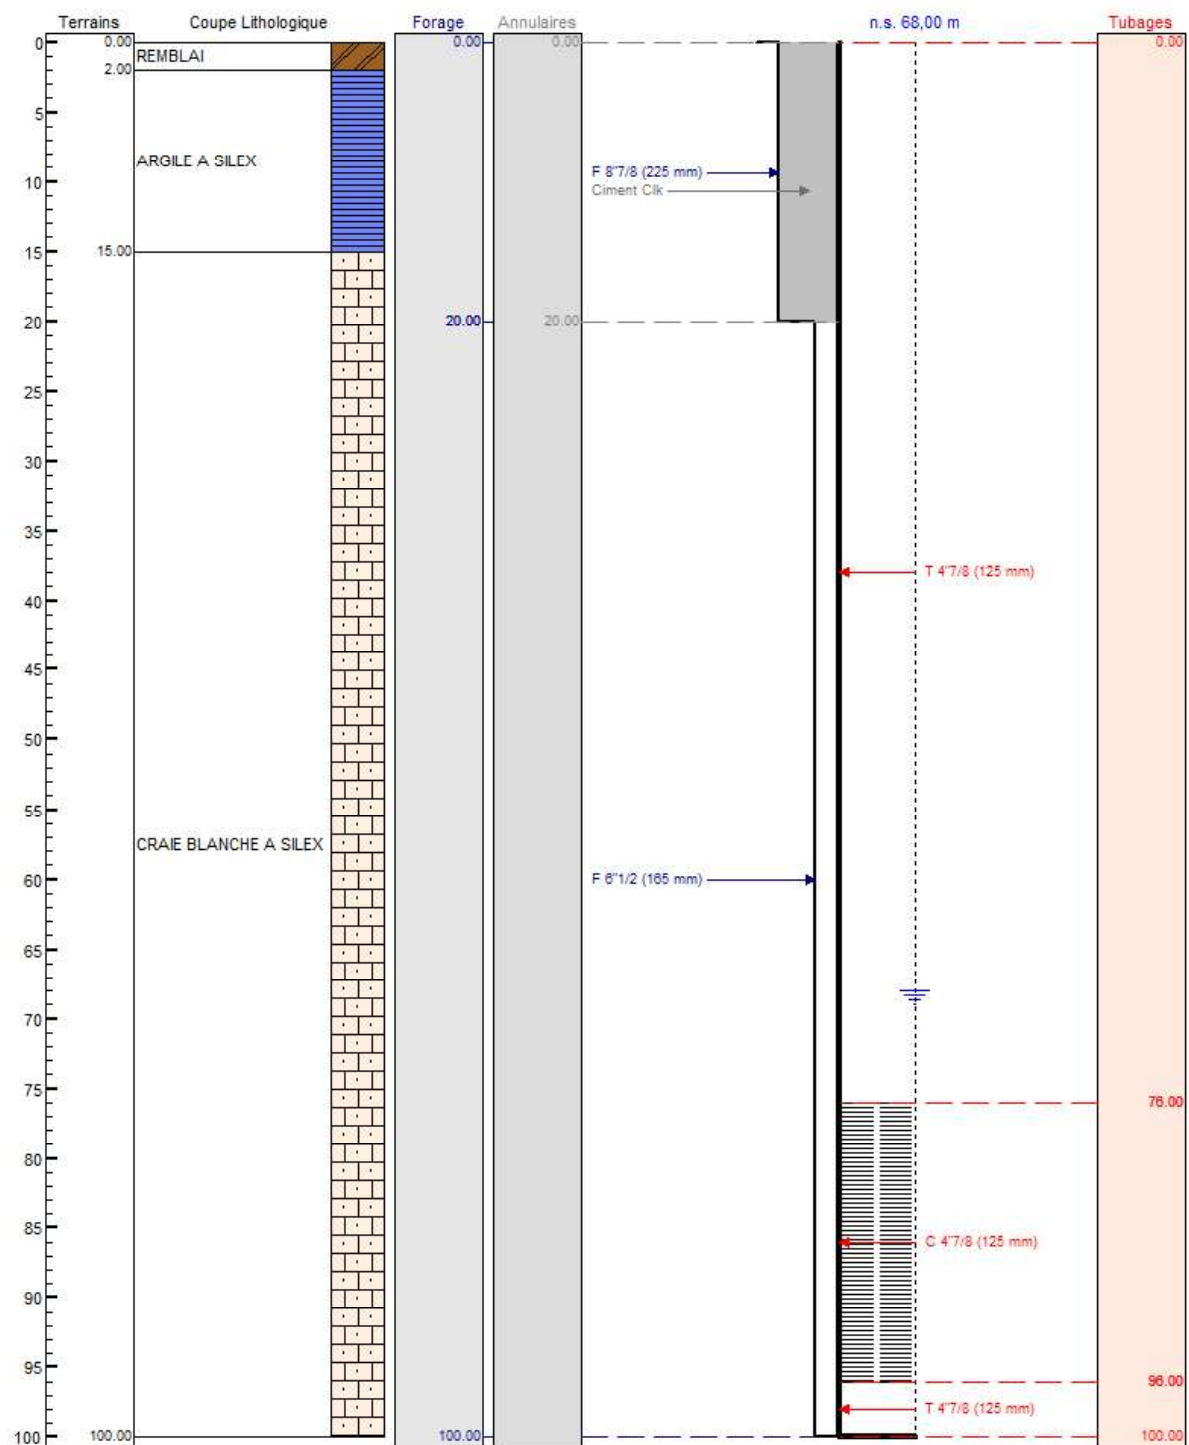 Terrains Coupe Lithologique Forage Annulaires n.s. 68,00 m Tubages
0 0.00 0.00 0.00 0.00
REMBLAI
2.00
5
ARGILE A SILEX
F 8"7/8 (225 mm)
10
Ciment Clk
15 15.00
20 20.00 20.00
25
30
35
T 4"7/8 (125 mm)
40
45
50
55
CRAIE BLANCHE A SILEX
60 F 6"1/2 (165 mm)
65
70
75
76.00
80
85
C 4"7/8 (125 mm)
90
95
96.00
T 4"7/8 (125 mm)
100 100.00 100.00 100.00